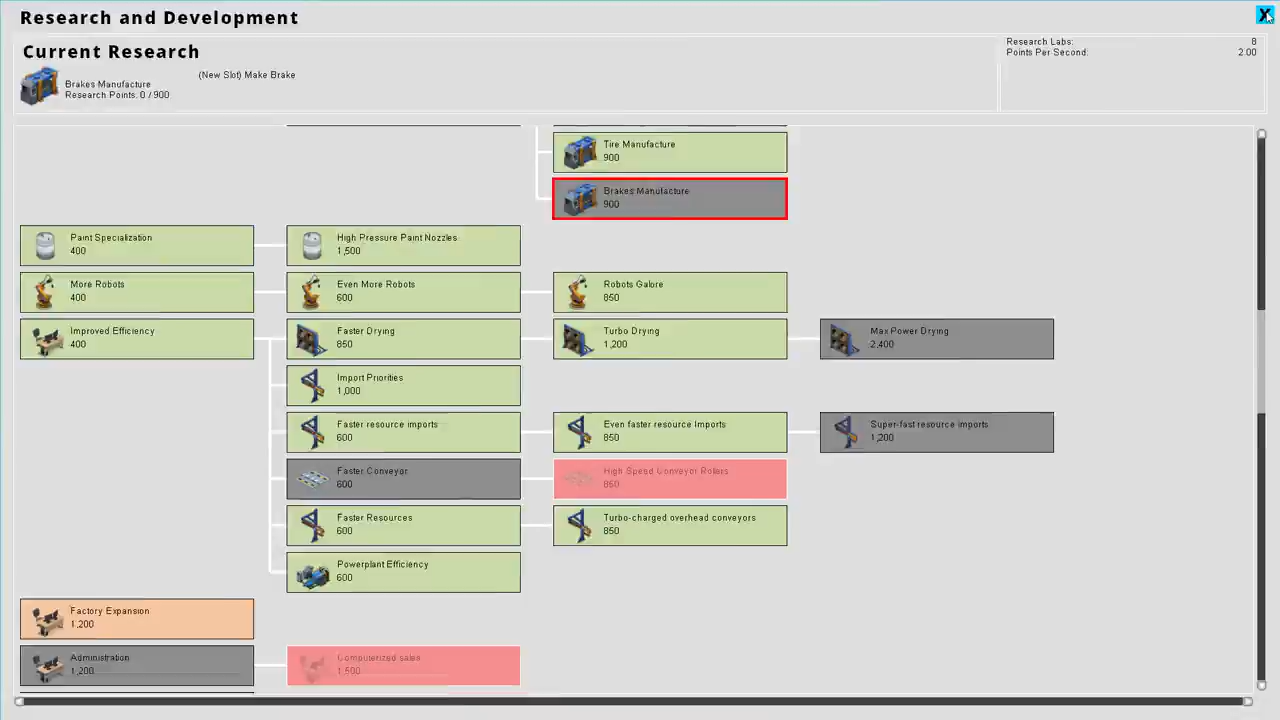 Research and Development
X
Current Research
Research Labs: 8
Points Per Second: 2.00
(New Slot) Make Brake
Brakes Manufacture
Research Points: 0 / 900
Tire Manufacture
900
Brakes Manufacture
900
Paint Specialization
400
High Pressure Paint Nozzles
1,500
More Robots
400
Even More Robots
600
Robots Galore
850
Improved Efficiency
400
Faster Drying
850
Turbo Drying
1,200
Max Power Drying
2,400
Import Priorities
1,000
Faster resource imports
600
Even faster resource Imports
850
Super-fast resource imports
1,200
Faster Conveyor
600
High Speed Conveyor Rollers
850
Faster Resources
600
Turbo-charged overhead conveyors
850
Powerplant Efficiency
600
Factory Expansion
1,200
Administration
1,200
Computerized sales
1,500